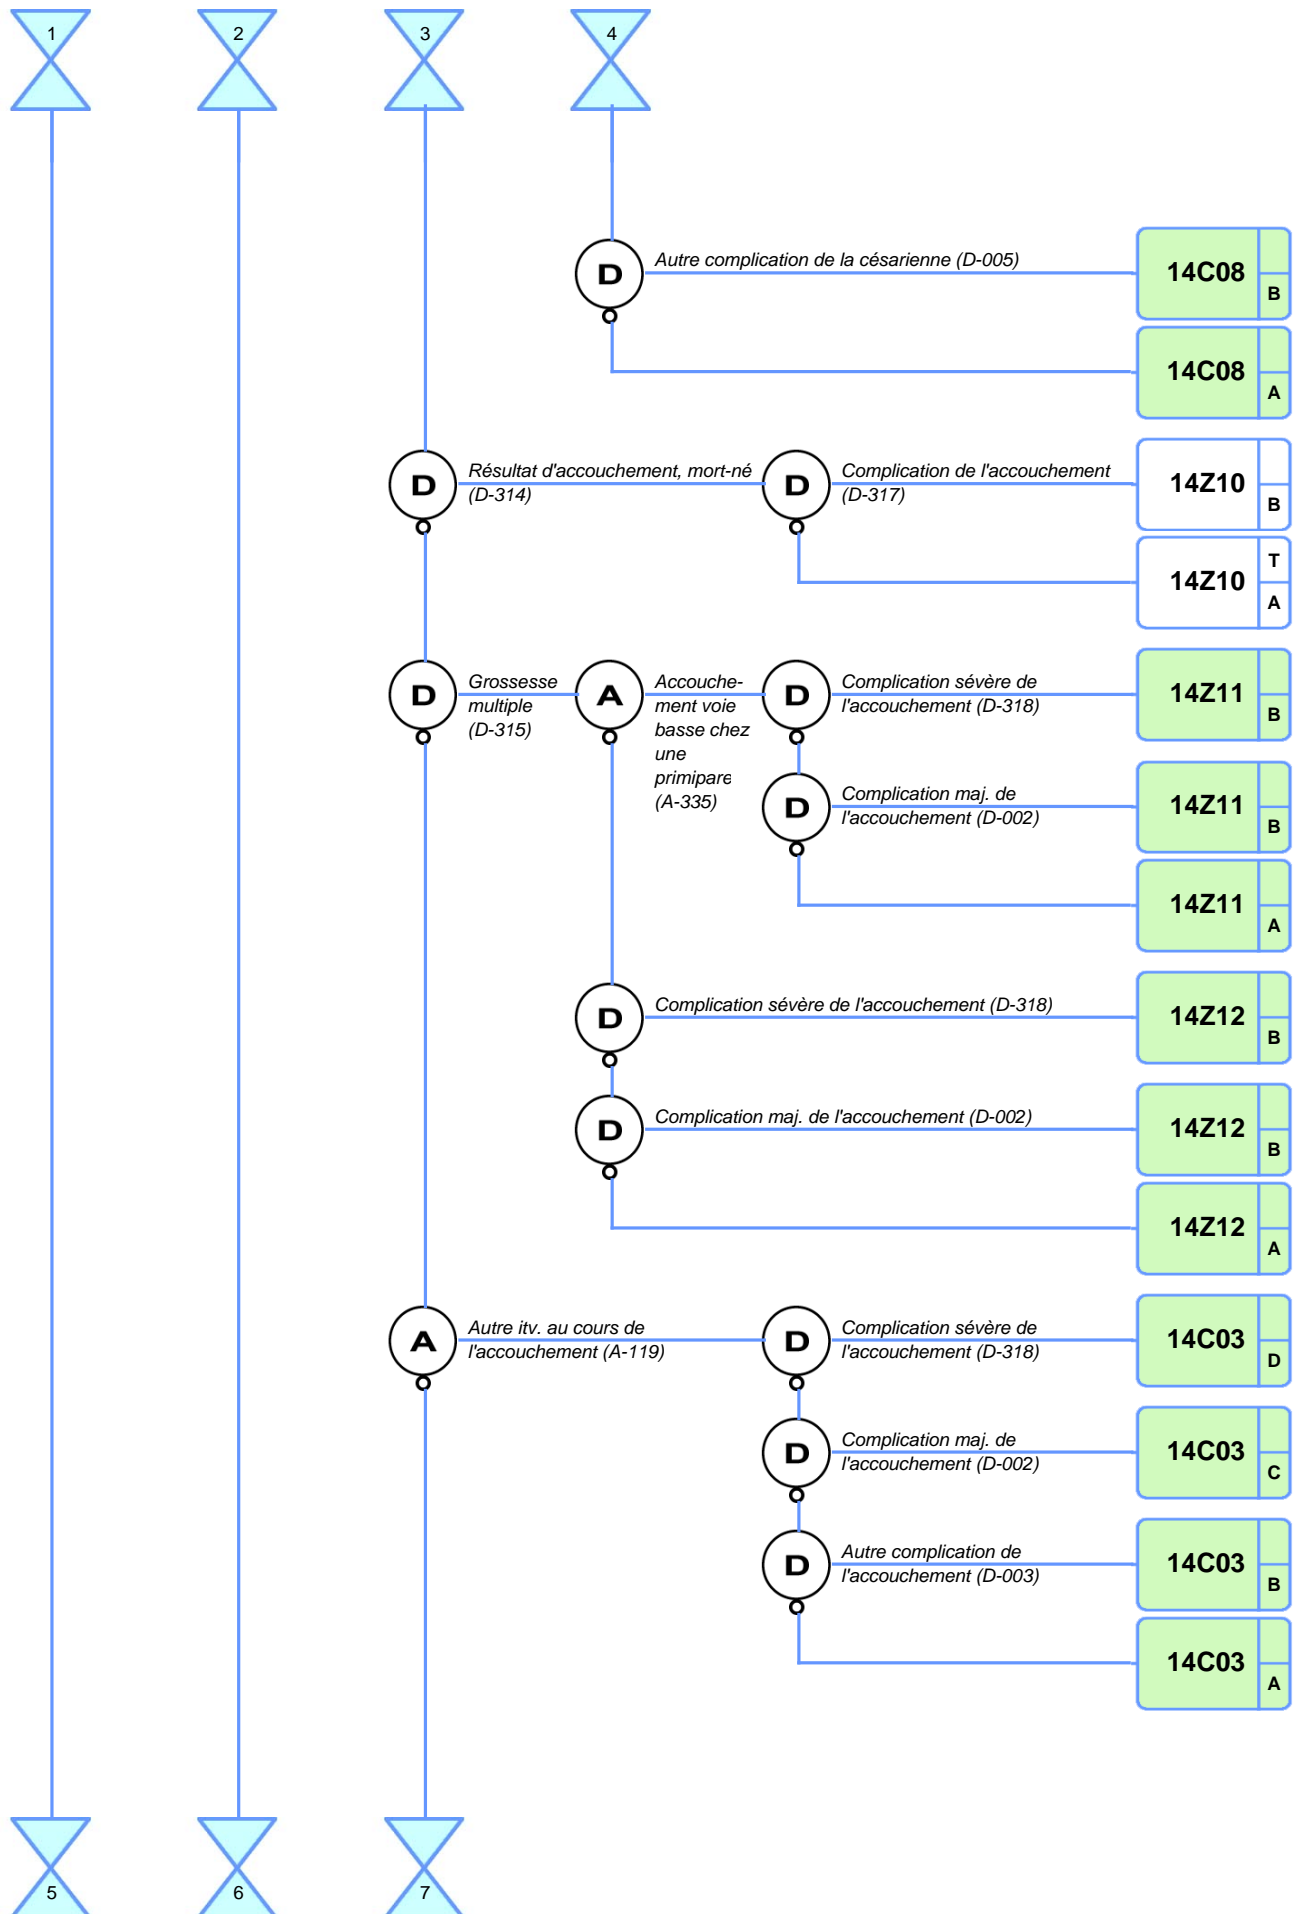 1 2 3 4
D Autre complication de la césarienne (D-005) 14C08 B
14C08 A
D Résultat d'accouchement, mort-né D Complication de l'accouchement 14Z10 B
(D-314) (D-317)
14Z10 T A
D Grossesse A Accouche- D Complication sévère de 14Z11 B
multiple ment voie l'accouchement (D-318)
(D-315) basse chez
une
primipare
(A-335)
D Complication maj. de 14Z11 B
l'accouchement (D-002)
14Z11 A
D Complication sévère de l'accouchement (D-318) 14Z12 B
D Complication maj. de l'accouchement (D-002) 14Z12 B
14Z12 A
A Autre itv. au cours de D Complication sévère de 14C03 D
l'accouchement (A-119) l'accouchement (D-318)
D Complication maj. de 14C03 C
l'accouchement (D-002)
D Autre complication de 14C03 B
l'accouchement (D-003)
14C03 A
5 6 7